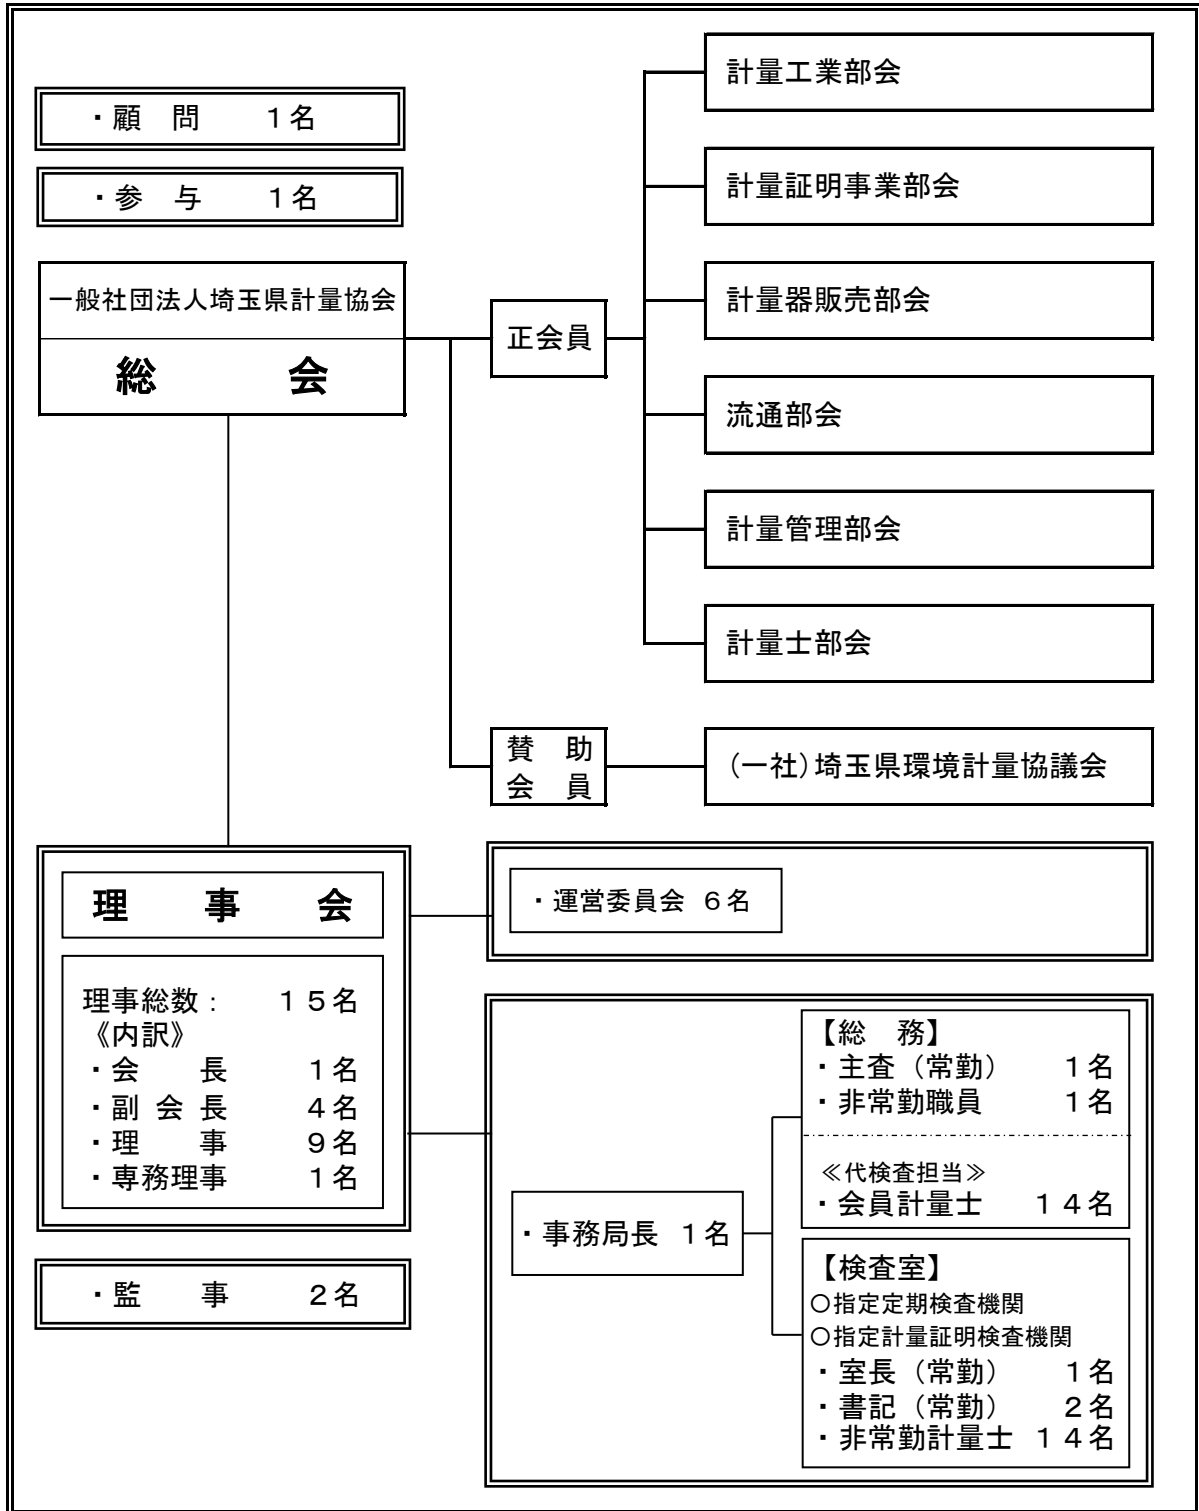 ・顧　問　　１名
・参　与　　１名
一般社団法人埼玉県計量協会
総　　　会
正会員
計量工業部会
計量証明事業部会
計量器販売部会
流通部会
計量管理部会
計量士部会
賛　助
会　員
(一社)埼玉県環境計量協議会
理　　事　　会
理事総数：　　１５名
《内訳》
・会　　長　　　１名
・副 会 長　　　４名
・理　　事　　　９名
・専務理事　　　１名
・監　　事　　　２名
・運営委員会　６名
・事務局長　１名
【総　務】
・主査（常勤）　　１名
・非常勤職員　　　１名
≪代検査担当≫
・会員計量士　　１４名
【検査室】
○指定定期検査機関
○指定計量証明検査機関
・室長（常勤）　　１名
・書記（常勤）　　２名
・非常勤計量士　１４名